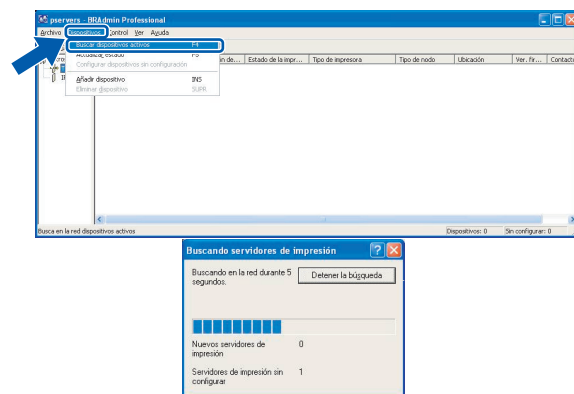 pservers - BRAdmin Professional
Archivo Dispositivos Control Ver Ayuda
Buscar dispositivos activos F4
Actualizar estado F5
Configurar dispositivos sin configuración
Añadir dispositivo INS
Eliminar dispositivo SUPR
in de... Estado de la impr... Tipo de impresora Tipo de nodo Ubicación Ver. fir... Contacto
Busca en la red dispositivos activos Dispositivos: 0 Sin configurar: 0
Buscando servidores de impresión
Buscando en la red durante 5
segundos.
Detener la búsqueda
Nuevos servidores de
impresión
0
Servidores de impresión sin
configurar
1